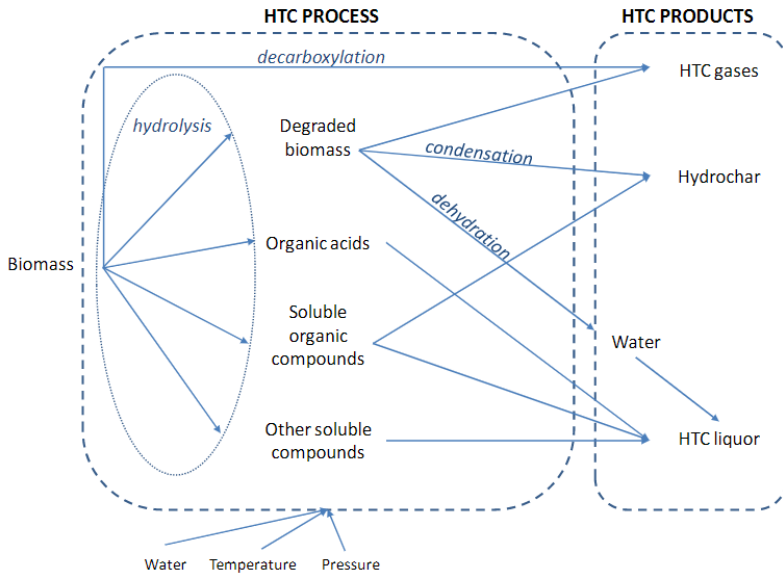 HTC PROCESS
HTC PRODUCTS
decarboxylation
HTC gases
hydrolysis
Degraded
biomass
condensation
Hydrochar
dehydration
Organic acids
Biomass
Soluble
organic
compounds
Water
Other soluble
compounds
HTC liquor
Water
Temperature
Pressure